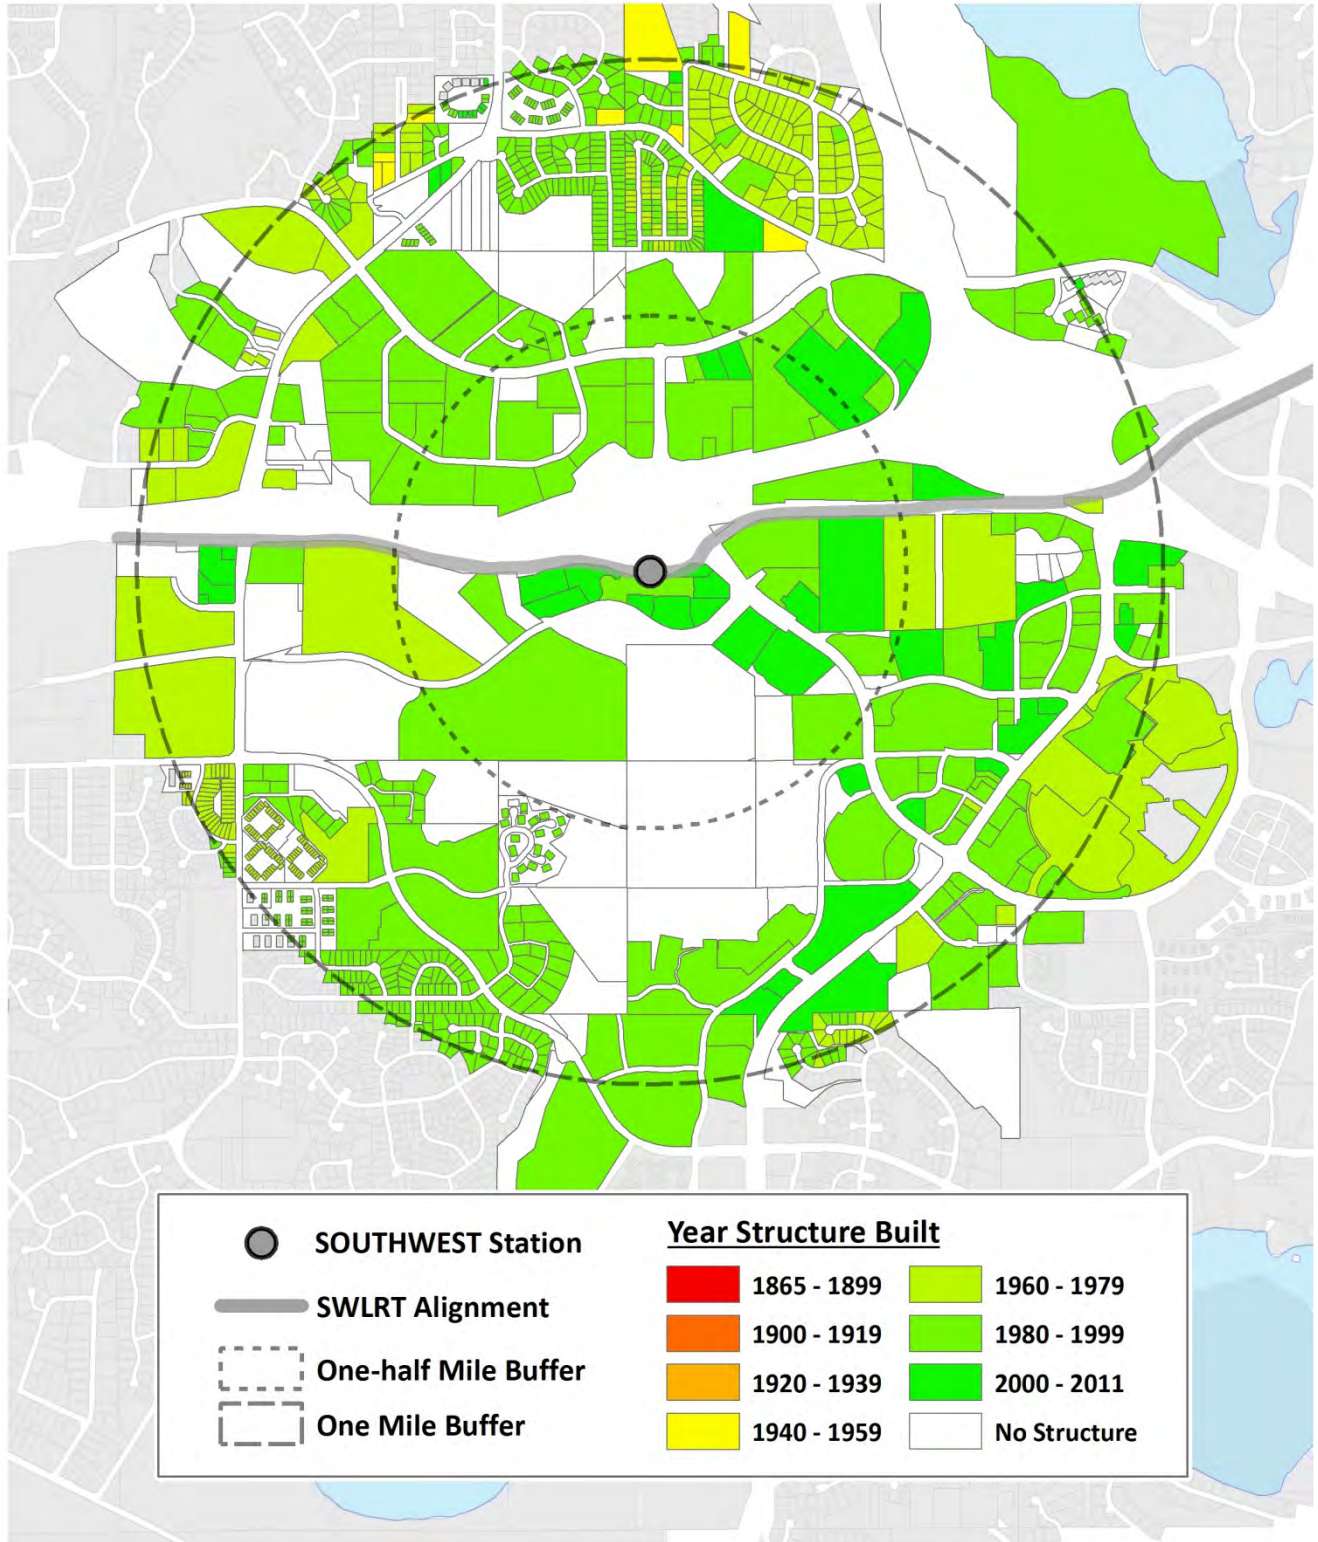 SOUTHWEST Station
SWLRT Alignment
One-half Mile Buffer
One Mile Buffer
Year Structure Built
1865 - 1899
1900 - 1919
1920 - 1939
1940 - 1959
1960 - 1979
1980 - 1999
2000 - 2011
No Structure